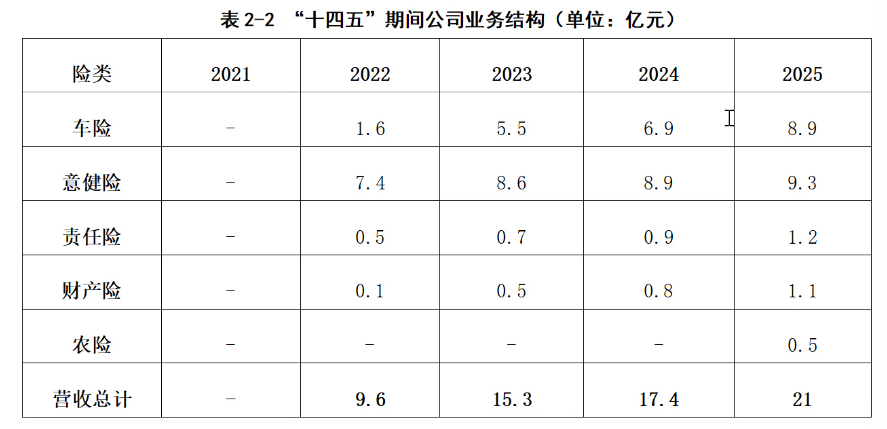 表 2-2 “十四五”期间公司业务结构（单位：亿元）
险类 2021 2022 2023 2024 2025
车险 - 1.6 5.5 6.9 8.9
意健险 - 7.4 8.6 8.9 9.3
责任险 - 0.5 0.7 0.9 1.2
财产险 - 0.1 0.5 0.8 1.1
农险 - - - - 0.5
营收总计 - 9.6 15.3 17.4 21